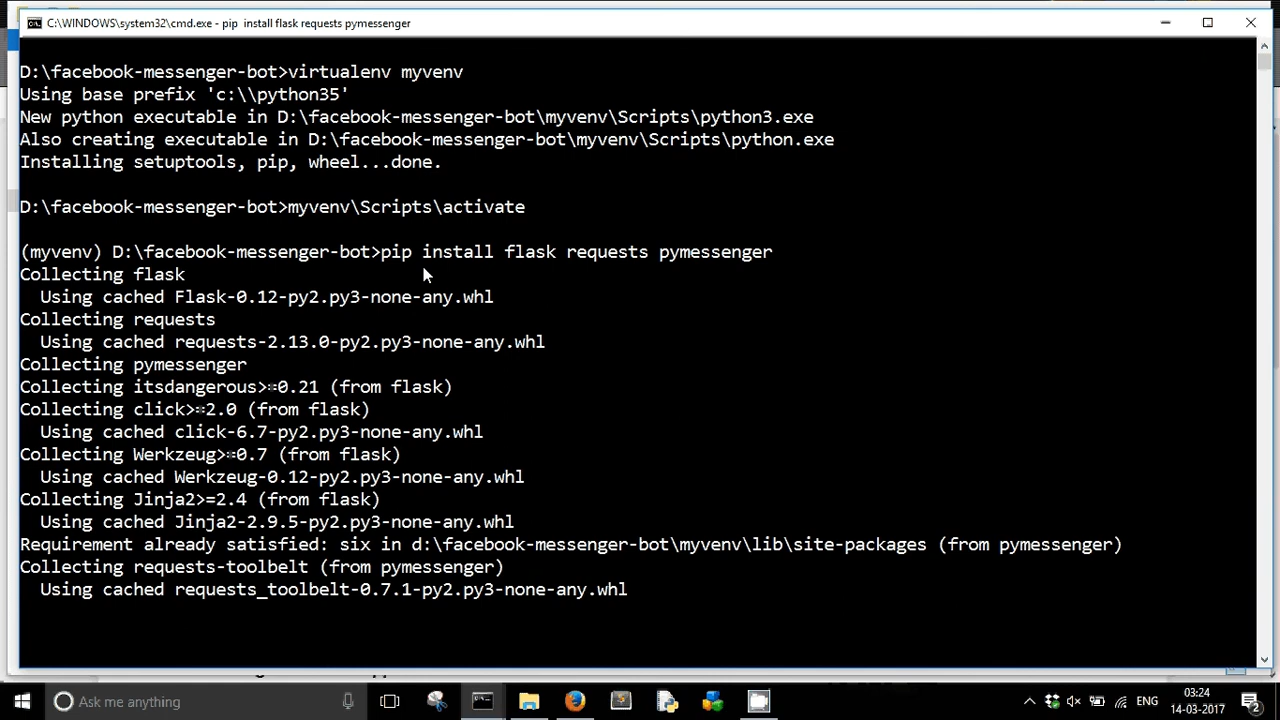 C:\WINDOWS\system32\cmd.exe - pip  install flask requests pymessenger
D:\facebook-messenger-bot>virtualenv myvenv
Using base prefix 'c:\\python35'
New python executable in D:\facebook-messenger-bot\myvenv\Scripts\python3.exe
Also creating executable in D:\facebook-messenger-bot\myvenv\Scripts\python.exe
Installing setuptools, pip, wheel...done.
D:\facebook-messenger-bot>myvenv\Scripts\activate
(myvenv) D:\facebook-messenger-bot>pip install flask requests pymessenger
Collecting flask
  Using cached Flask-0.12-py2.py3-none-any.whl
Collecting requests
  Using cached requests-2.13.0-py2.py3-none-any.whl
Collecting pymessenger
Collecting itsdangerous>=0.21 (from flask)
Collecting click>=2.0 (from flask)
  Using cached click-6.7-py2.py3-none-any.whl
Collecting Werkzeug>=0.7 (from flask)
  Using cached Werkzeug-0.12-py2.py3-none-any.whl
Collecting Jinja2>=2.4 (from flask)
  Using cached Jinja2-2.9.5-py2.py3-none-any.whl
Requirement already satisfied: six in d:\facebook-messenger-bot\myvenv\lib\site-packages (from pymessenger)
Collecting requests-toolbelt (from pymessenger)
  Using cached requests_toolbelt-0.7.1-py2.py3-none-any.whl
Ask me anything
ENG
03:24
14-03-2017
2